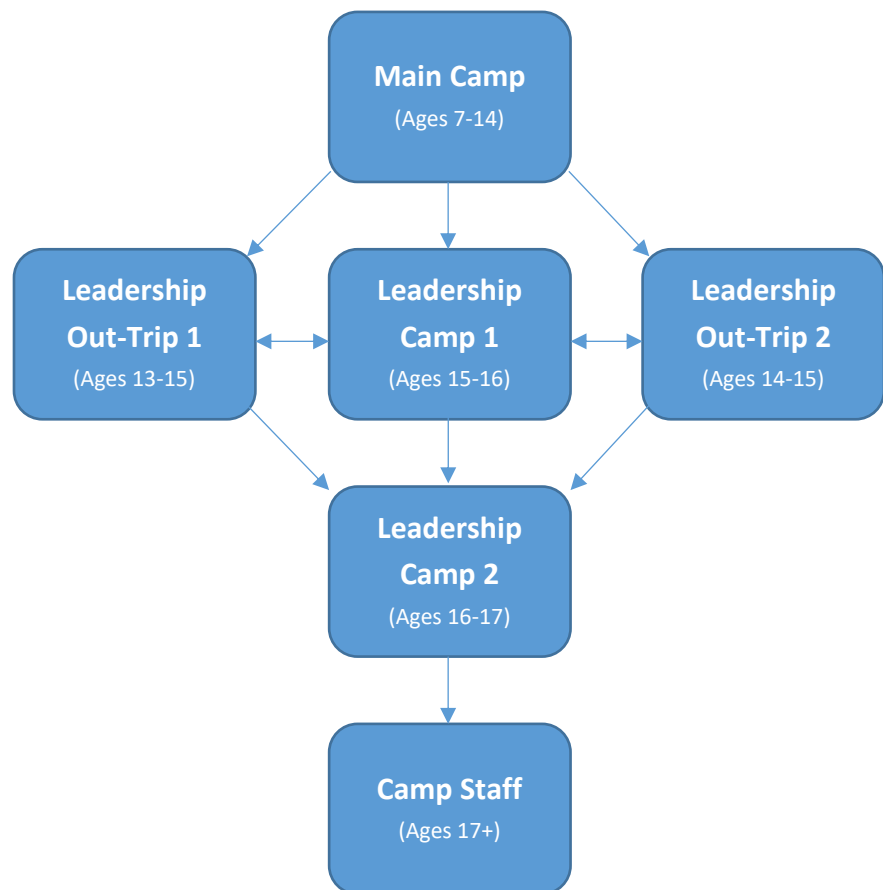 Main Camp
(Ages 7-14)
Leadership
Out-Trip 1
(Ages 13-15)
Leadership
Camp 1
(Ages 15-16)
Leadership
Out-Trip 2
(Ages 14-15)
Leadership
Camp 2
(Ages 16-17)
Camp Staff
(Ages 17+)